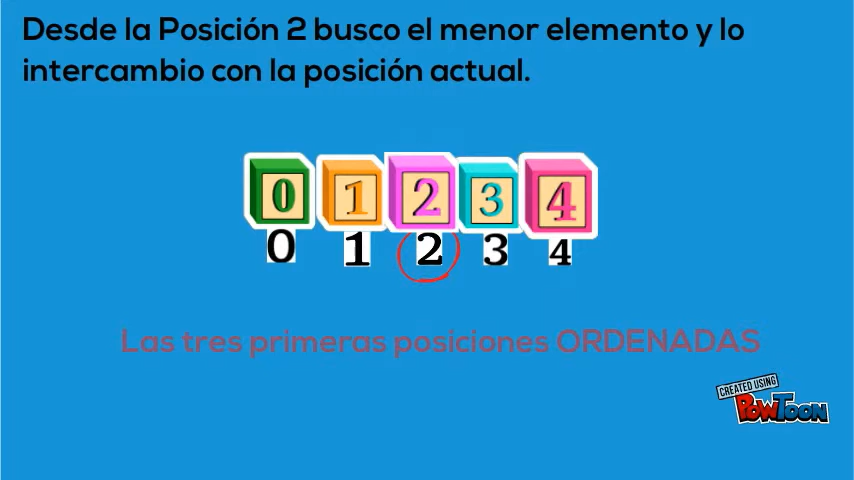 Desde la Posición 2 busco el menor elemento y lo
intercambio con la posición actual.
0 1 2 3 4
0 1 2 3 4
Las tres primeras posiciones ORDENADAS
CREATED USING
POWTOON